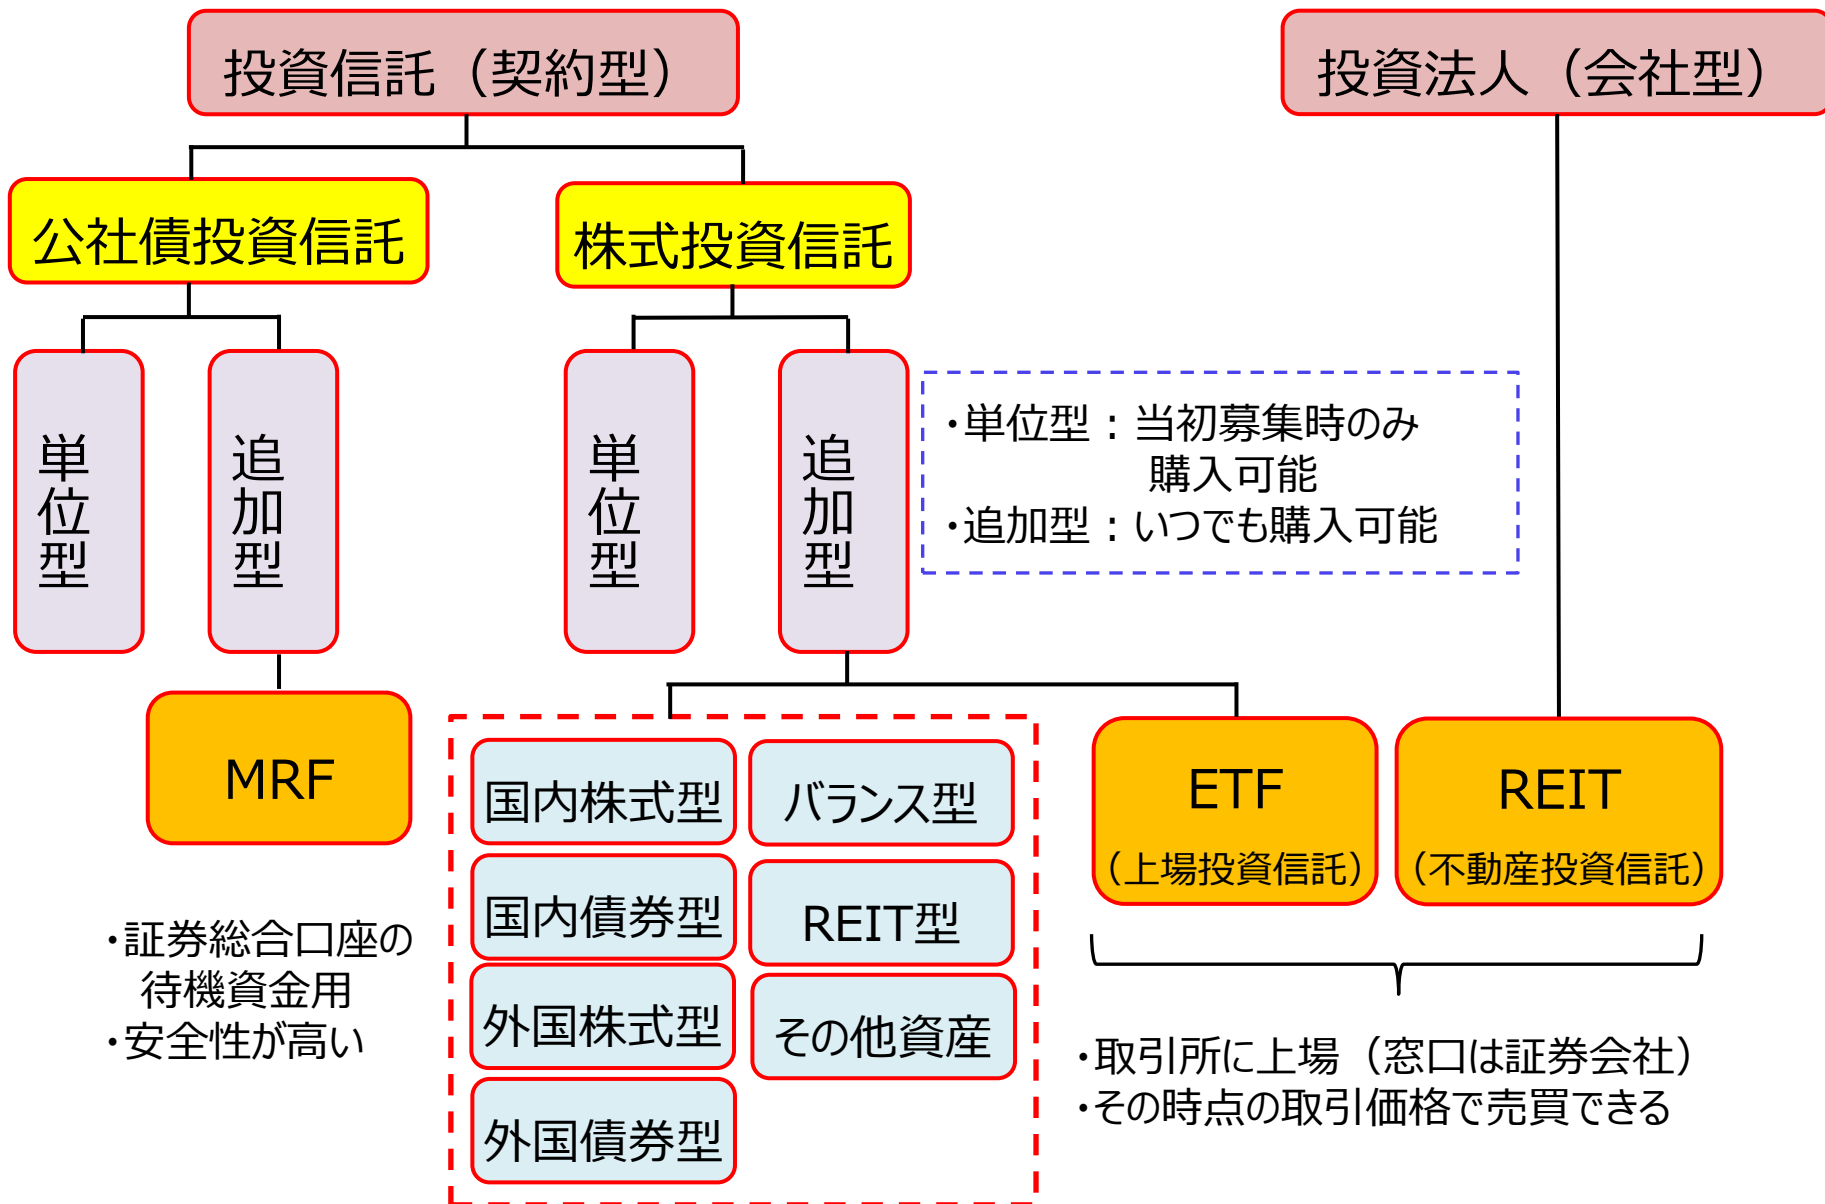 投資信託（契約型）
投資法人（会社型）
公社債投資信託
株式投資信託
単位型
追加型
単位型
追加型
・単位型：当初募集時のみ
購入可能
・追加型：いつでも購入可能
MRF
国内株式型
バランス型
国内債券型
REIT型
外国株式型
その他資産
外国債券型
ETF
（上場投資信託）
REIT
（不動産投資信託）
・証券総合口座の
待機資金用
・安全性が高い
・取引所に上場（窓口は証券会社）
・その時点の取引価格で売買できる